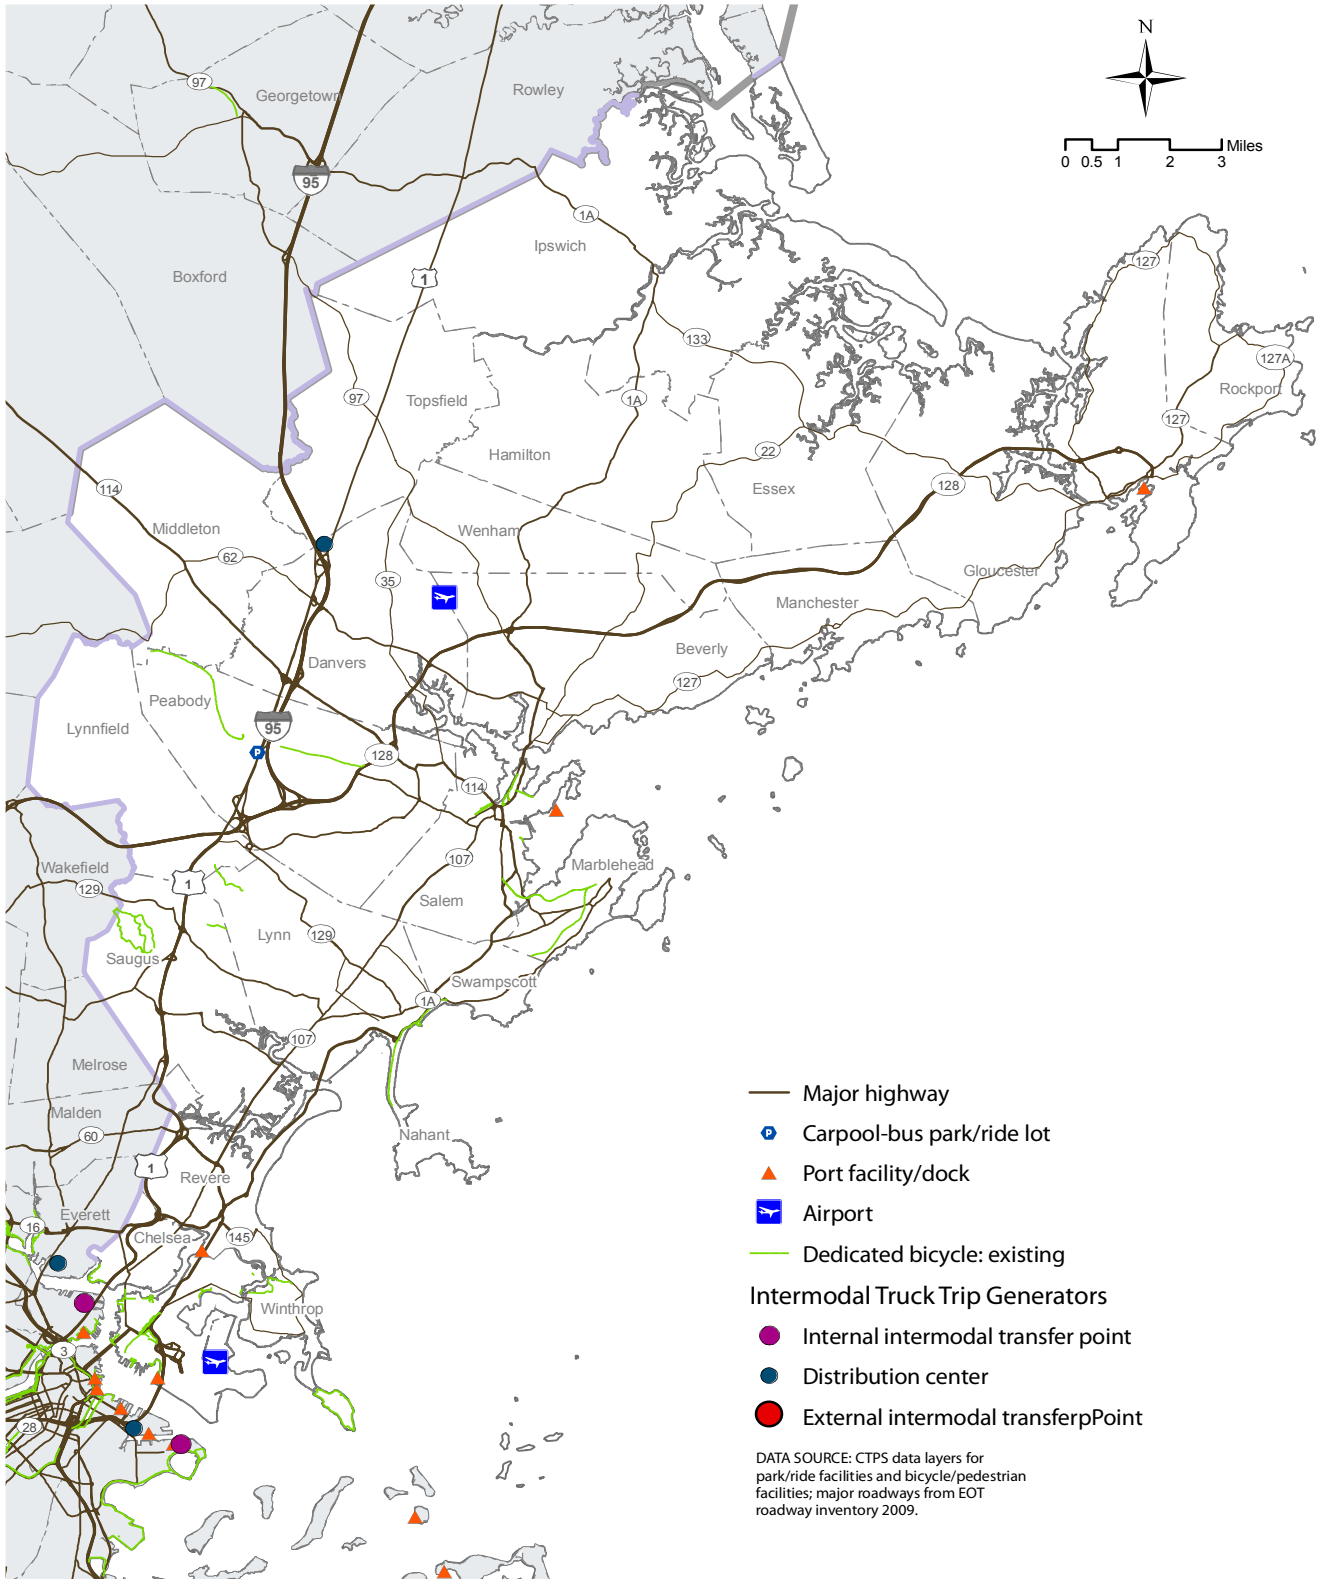 N
97
Georgetown
Rowley
Miles
0 0.5 1 2 3
95
1A
Ipswich
127
Boxford
1
133
127A
97
Topsfield
1A
Rockport
127
22
Hamilton
114
128
Essex
Middleton
Wenham
62
35
Gloucester
Manchester
Danvers
Beverly
127
Peabody
Lynnfield
95
128
P
114
107
Marblehead
Wakefield
129
1
Salem
Lynn
129
Saugus
Swampscott
1A
107
Melrose
Malden
60
Nahant
1
Revere
Everett
16
Chelsea
145
Winthrop
3
28
Major highway
P Carpool-bus park/ride lot
Port facility/dock
Airport
Dedicated bicycle: existing
Intermodal Truck Trip Generators
Internal intermodal transfer point
Distribution center
External intermodal transferpPoint
DATA SOURCE: CTPS data layers for
park/ride facilities and bicycle/pedestrian
facilities; major roadways from EOT
roadway inventory 2009.